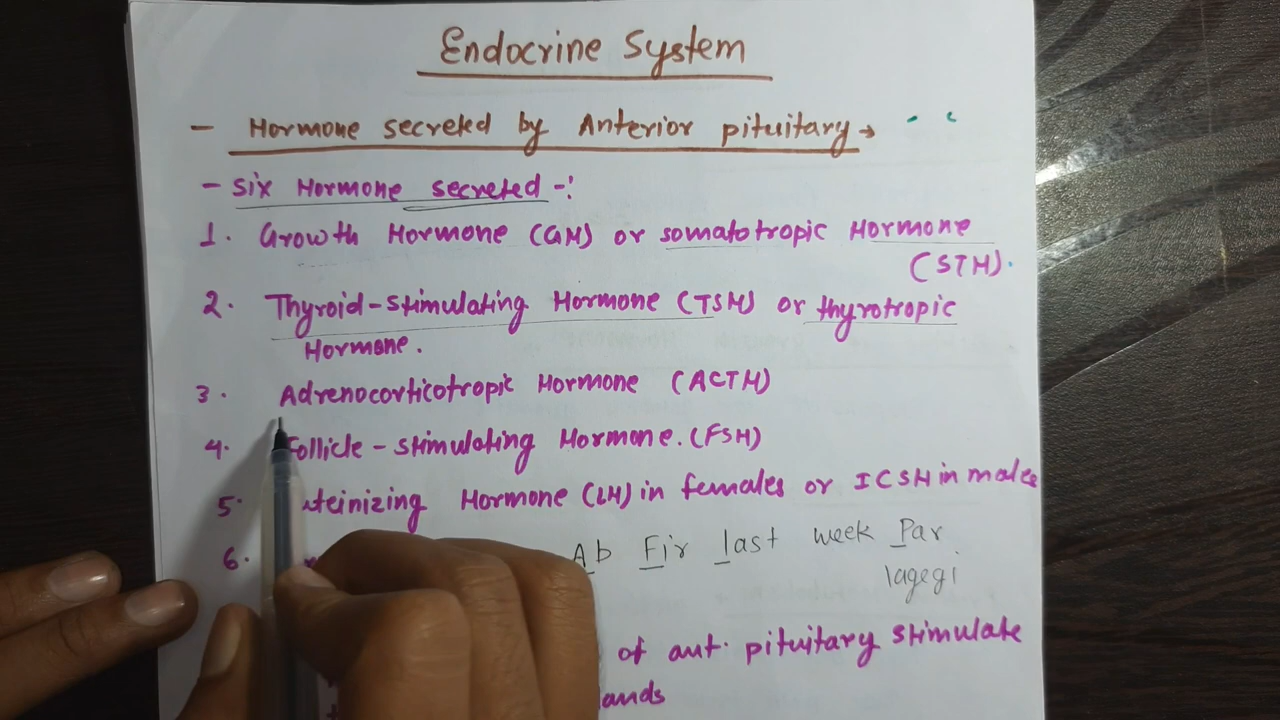 Endocrine System
- Hormone secreted by Anterior pituitary →
- Six Hormone secreted -:
1. Growth Hormone (GH) or somatotropic Hormone
(STH).
2. Thyroid-stimulating Hormone (TSH) or thyrotropic
Hormone.
3. Adrenocorticotropic Hormone (ACTH)
4. Follicle-stimulating Hormone. (FSH)
5. Hormone (LH) in females or ICSH in males
6.
Ab Fir last week Par
lagegi
of ant. pituitary stimulate